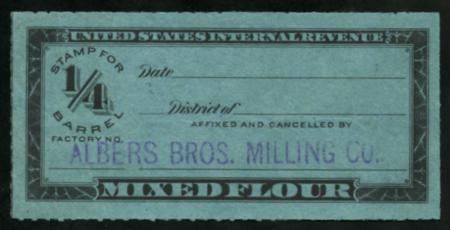 UNITED STATES INTERNAL REVENUE
STAMP FOR
1/4
BARREL
FACTORY NO.
Date
District of
AFFIXED AND CANCELLED BY
ALBERS BROS. MILLING CO.
MIXED FLOUR